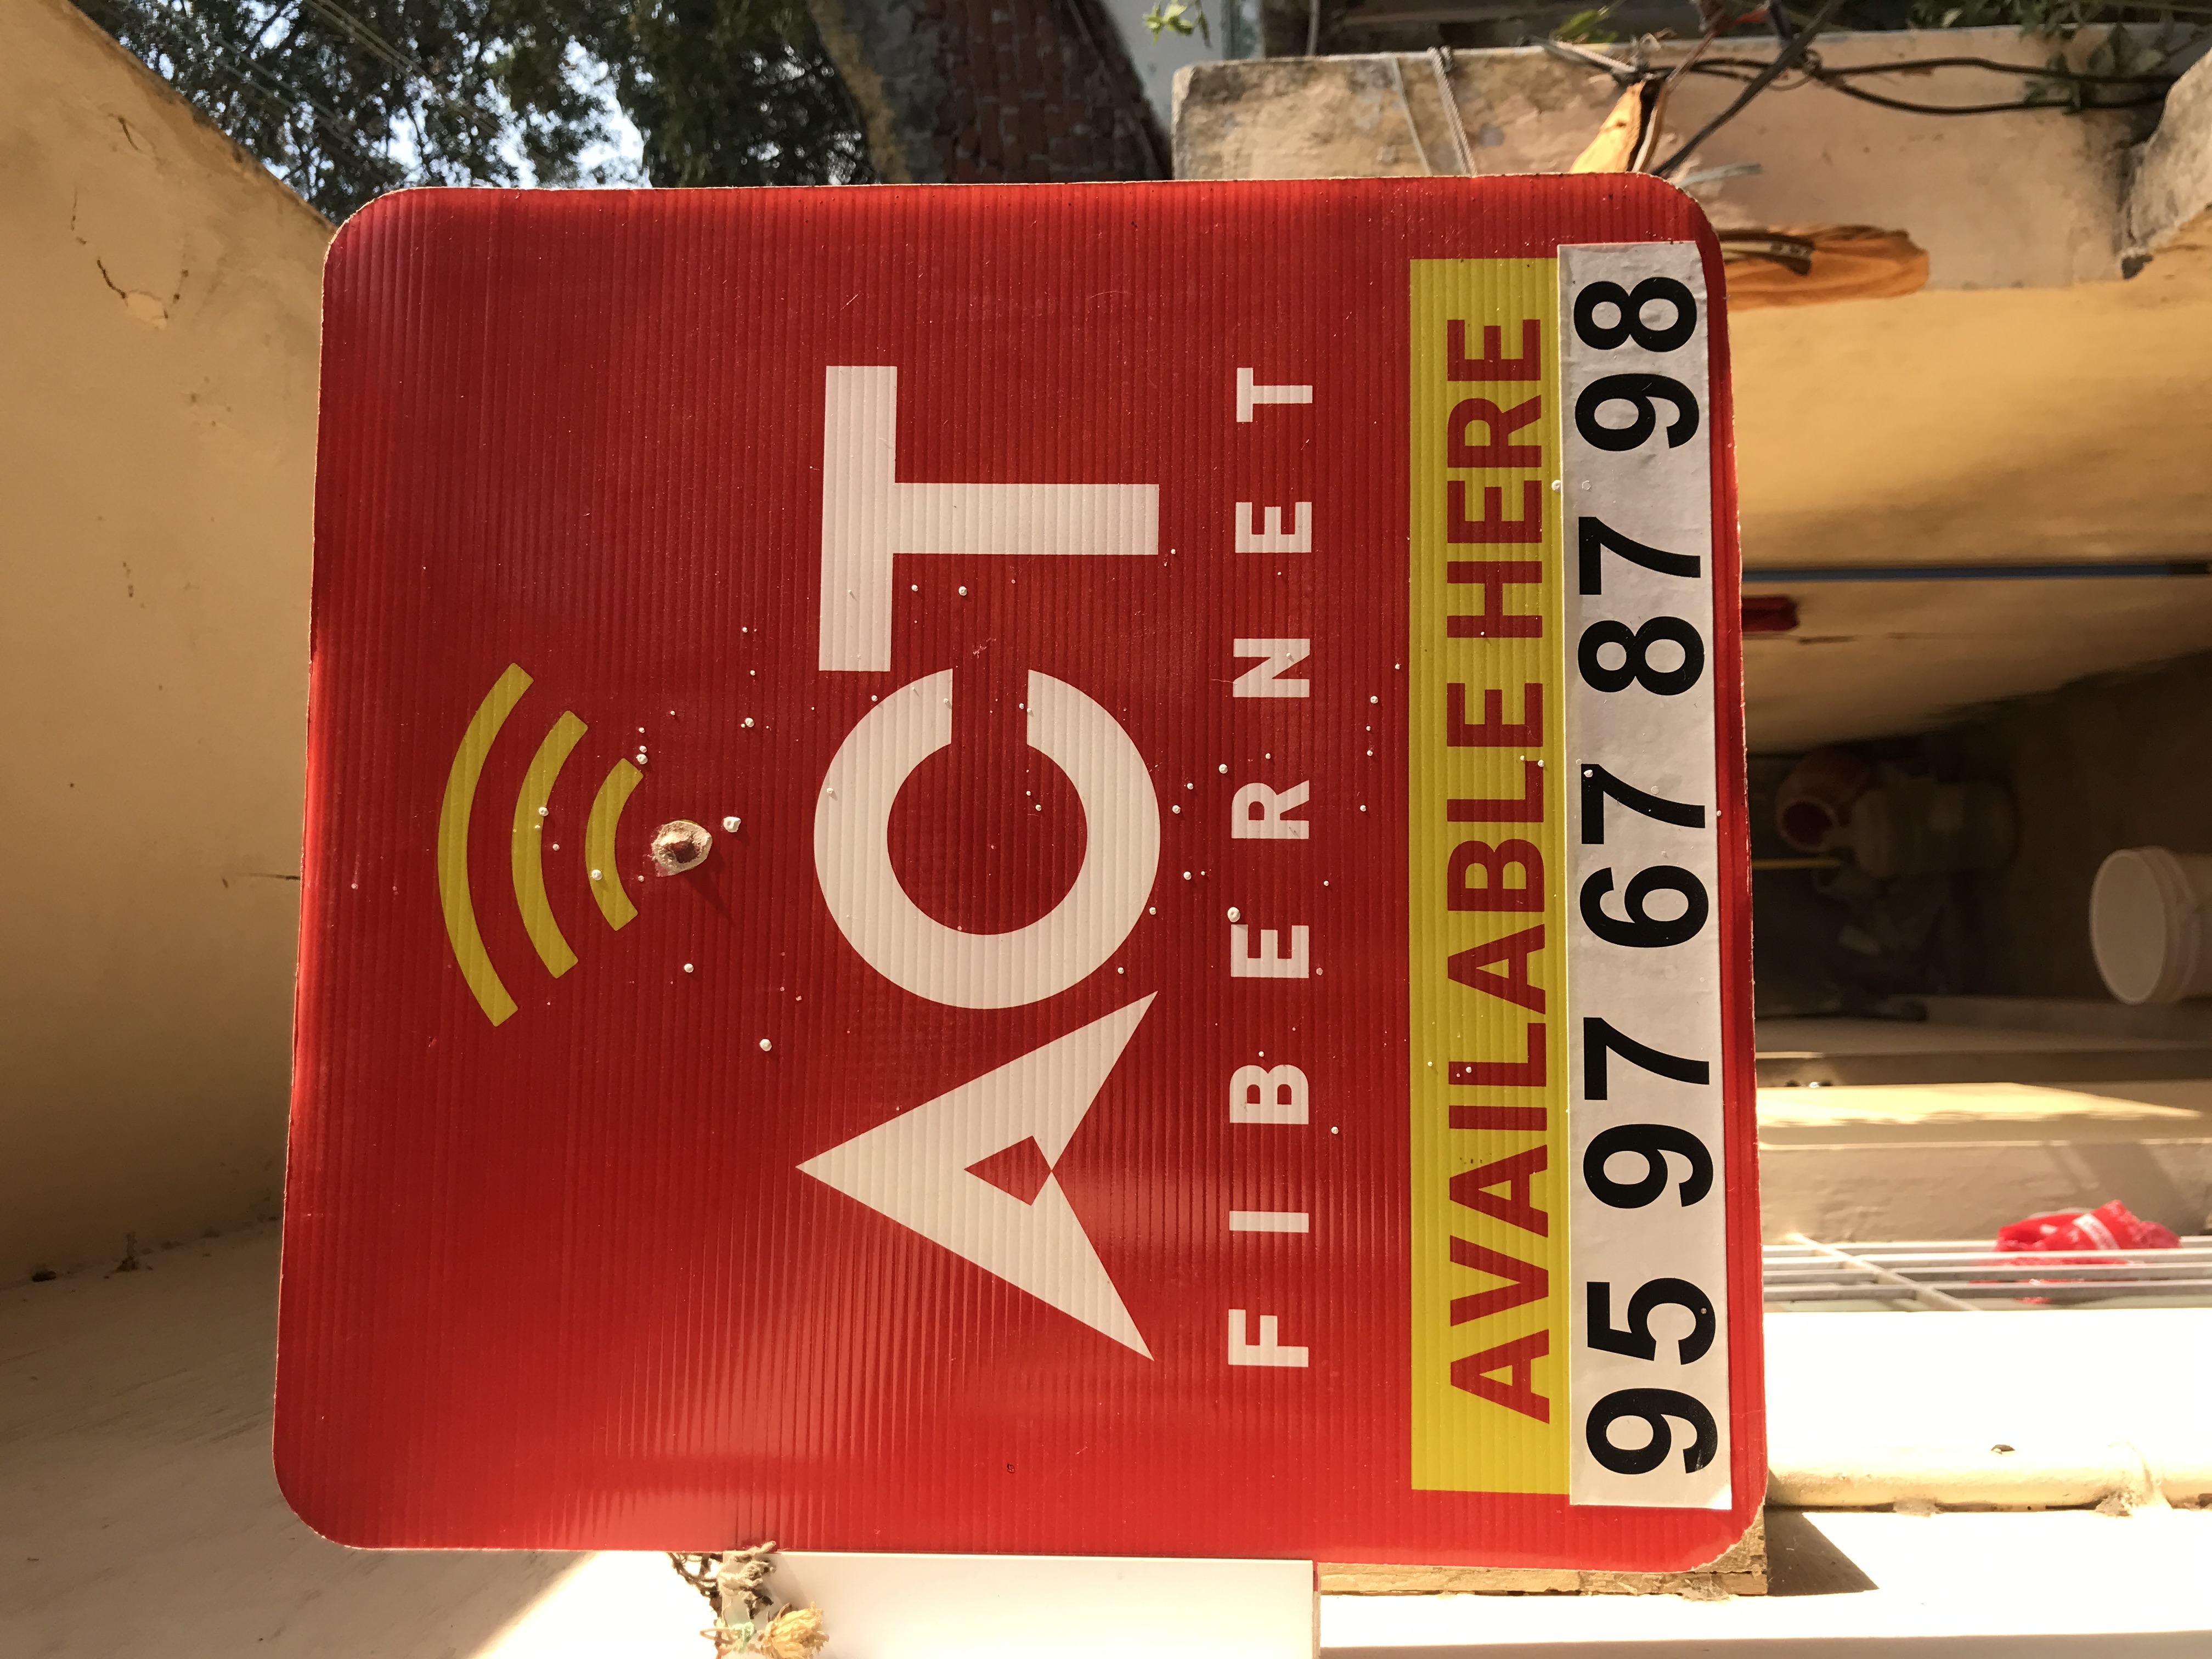 ACT
FIBERNET
AVAILABLE HERE
95 97 67 87 98